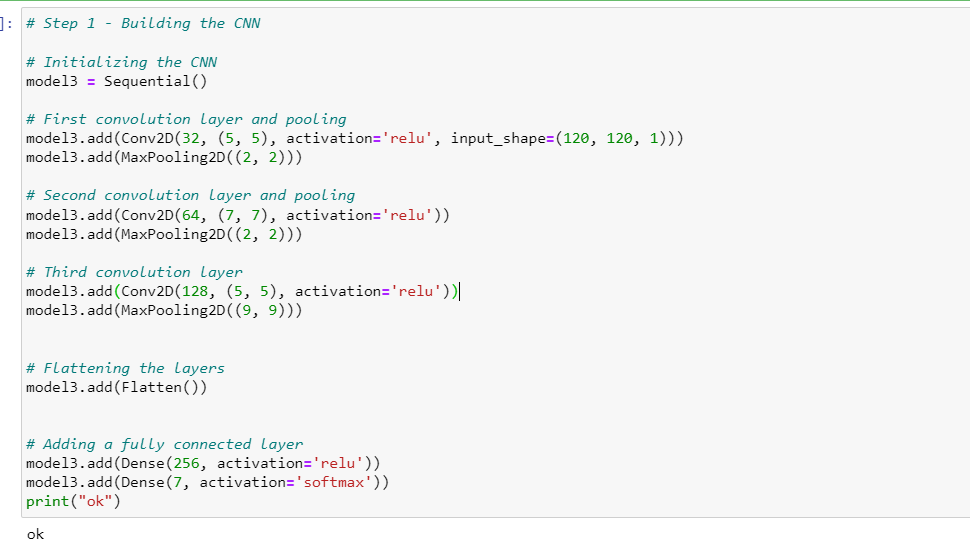 ]: # Step 1 - Building the CNN
# Initializing the CNN
model3 = Sequential()
# First convolution layer and pooling
model3.add(Conv2D(32, (5, 5), activation='relu', input_shape=(120, 120, 1)))
model3.add(MaxPooling2D((2, 2)))
# Second convolution layer and pooling
model3.add(Conv2D(64, (7, 7), activation='relu'))
model3.add(MaxPooling2D((2, 2)))
# Third convolution layer
model3.add(Conv2D(128, (5, 5), activation='relu'))
model3.add(MaxPooling2D((9, 9)))
# Flattening the layers
model3.add(Flatten())
# Adding a fully connected layer
model3.add(Dense(256, activation='relu'))
model3.add(Dense(7, activation='softmax'))
print("ok")
ok